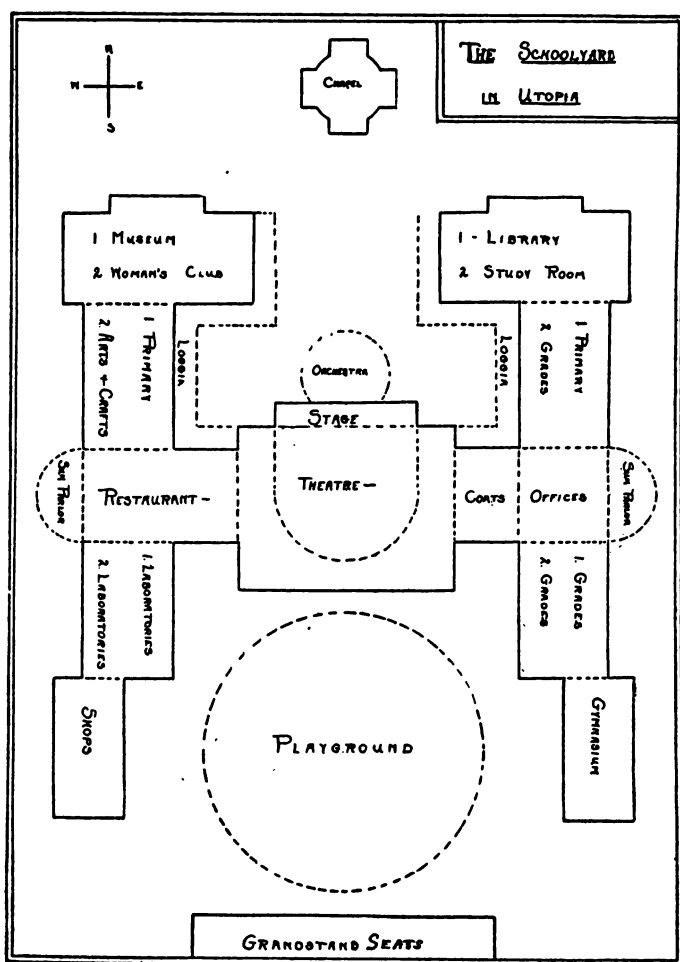 THE SCHOOLYARD
IN UTOPIA
N
W E
S
CHAPEL
1 MUSEUM
2 WOMAN'S CLUB
1 - LIBRARY
2 STUDY ROOM
1 PRIMARY
2. ARTS & CRAFTS
LOGGIA
ORCHESTRA
LOGGIA
1 PRIMARY
2 GRADES
STAGE
SUN PARLOR
RESTAURANT -
THEATRE -
COATS
OFFICES
SUN PARLOR
1. LABORATORIES
2. LABORATORIES
1. GRADES
2. GRADES
SHOPS
PLAYGROUND
GYMNASIUM
GRANDSTAND SEATS